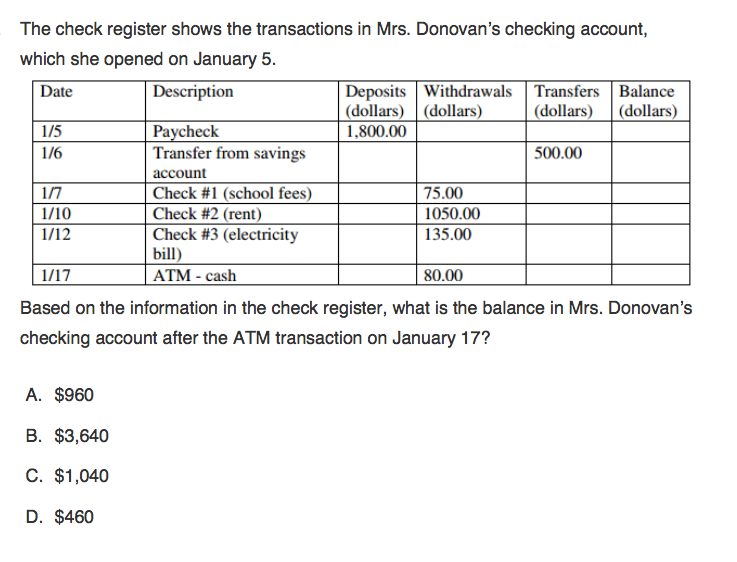 The check register shows the transactions in Mrs. Donovan's checking account,
which she opened on January 5.
Date Description Deposits (dollars) Withdrawals (dollars) Transfers (dollars) Balance (dollars)
1/5 Paycheck 1,800.00
1/6 Transfer from savings account 500.00
1/7 Check #1 (school fees) 75.00
1/10 Check #2 (rent) 1050.00
1/12 Check #3 (electricity bill) 135.00
1/17 ATM - cash 80.00
Based on the information in the check register, what is the balance in Mrs. Donovan's
checking account after the ATM transaction on January 17?
A. $960
B. $3,640
C. $1,040
D. $460